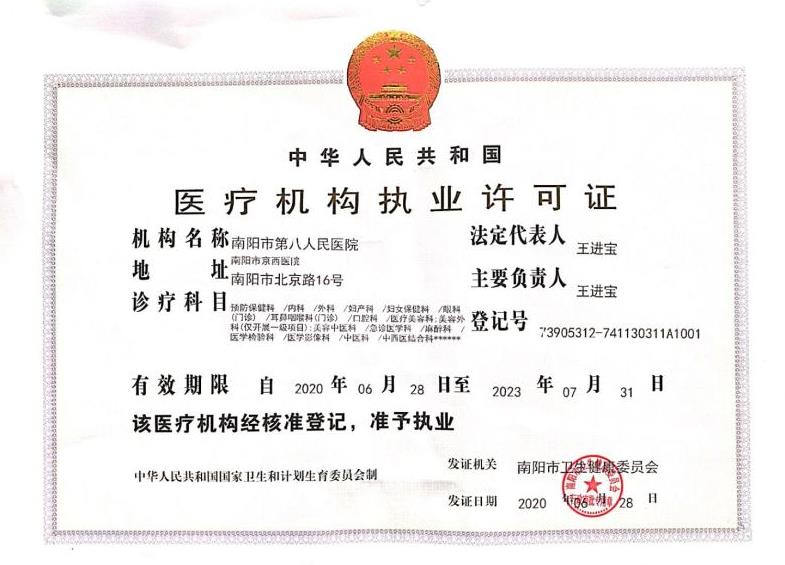 中华人民共和国
医疗机构执业许可证
机构名称 南阳市第八人民医院
南阳市京西医院
地址 南阳市北京路16号
诊疗科目 预防保健科 /内科 /外科 /妇产科 /妇女保健科 /眼科
(门诊) /耳鼻咽喉科(门诊) /口腔科 /医疗美容科;美容外
科(仅开展一级项目);美容中医科 /急诊医学科 /麻醉科 /
医学检验科 /医学影像科 /中医科 /中西医结合科******
法定代表人 王进宝
主要负责人 王进宝
登记号 73905312-741130311A1001
有效期限 自 2020 年 06 月 28 日至 2023 年 07 月 31 日
该医疗机构经核准登记，准予执业
中华人民共和国国家卫生和计划生育委员会制
发证机关 南阳市卫生健康委员会
发证日期 2020 年 06 月 28 日